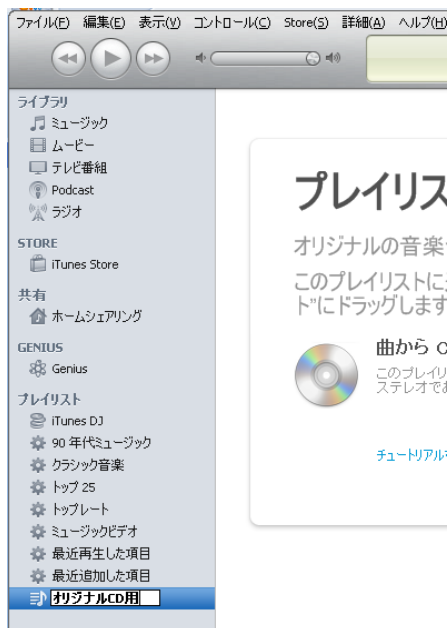 ファイル(F) 編集(E) 表示(V) コントロール(C) Store(S) 詳細(A) ヘルプ(H)
ライブラリ
ミュージック
ムービー
テレビ番組
Podcast
ラジオ
STORE
iTunes Store
共有
ホームシェアリング
GENIUS
Genius
プレイリスト
iTunes DJ
90 年代ミュージック
クラシック音楽
トップ 25
トップレート
ミュージックビデオ
最近再生した項目
最近追加した項目
オリジナルCD用
プレイリス
オリジナルの音楽
このプレイリストに
ト"にドラッグします
曲から C
このプレイリ
ステレオであ
チュートリアル